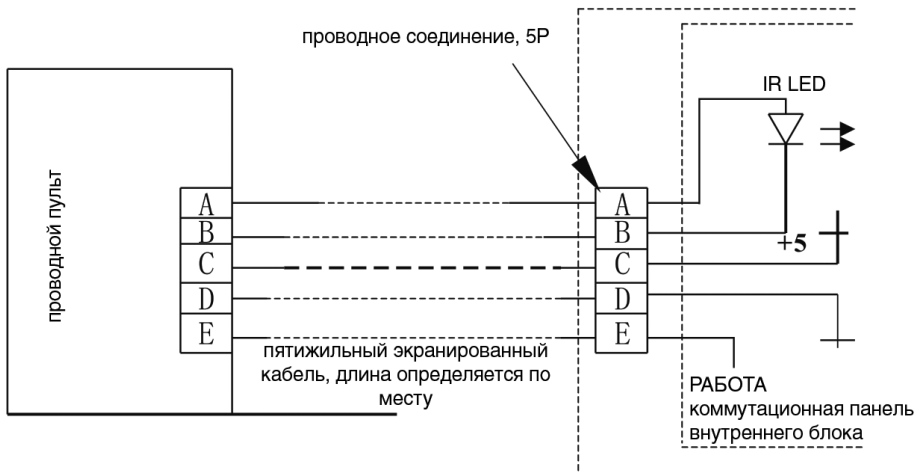 проводное соединение, 5P
IR LED
проводной пульт
A
B
C
D
E
A
B
C
D
E
+5
пятижильный экранированный
кабель, длина определяется по
месту
РАБОТА
коммутационная панель
внутреннего блока